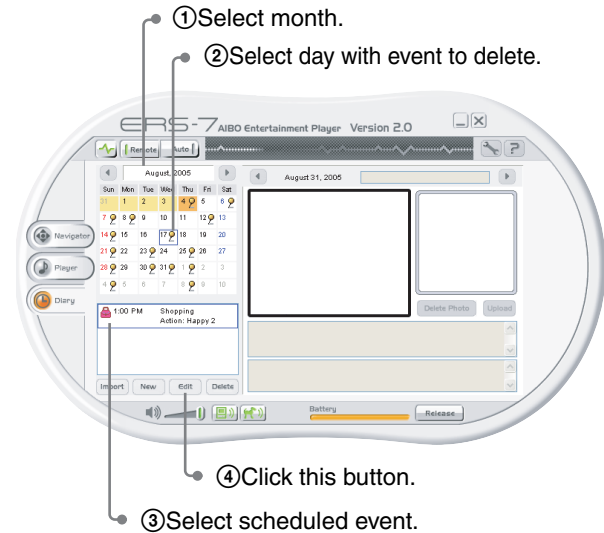 ①Select month.
②Select day with event to delete.
ERS-7 AIBO Entertainment Player Version 2.0
Remote Auto
August, 2005
August 31, 2005
Sun Mon Tue Wed Thu Fri Sat
31 1 2 3 4 5 6
7 8 9 10 11 12 13
14 15 16 17 18 19 20
21 22 23 24 25 26 27
28 29 30 31 1 2 3
4 5 6 7 8 9 10
Navigator
Player
Diary
Delete Photo Upload
1:00 PM Shopping
Action: Happy 2
Import New Edit Delete
Battery
Release
④Click this button.
③Select scheduled event.